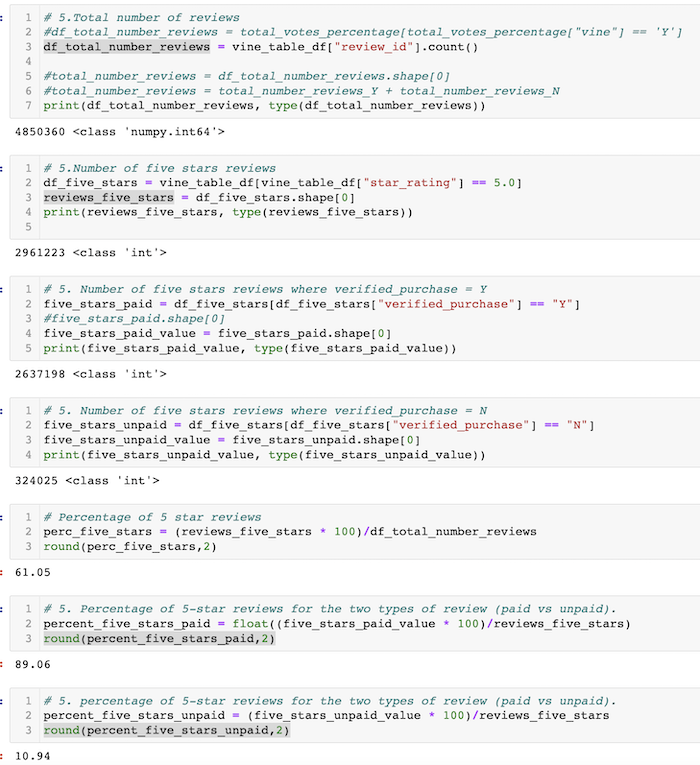 1 # 5.Total number of reviews
2 #df_total_number_reviews = total_votes_percentage[total_votes_percentage["vine"] == 'Y']
3 df_total_number_reviews = vine_table_df["review_id"].count()
4
5 #total_number_reviews = df_total_number_reviews.shape[0]
6 #total_number_reviews = total_number_reviews_Y + total_number_reviews_N
7 print(df_total_number_reviews, type(df_total_number_reviews))
4850360 <class 'numpy.int64'>
1 # 5.Number of five stars reviews
2 df_five_stars = vine_table_df[vine_table_df["star_rating"] == 5.0]
3 reviews_five_stars = df_five_stars.shape[0]
4 print(reviews_five_stars, type(reviews_five_stars))
5
2961223 <class 'int'>
1 # 5. Number of five stars reviews where verified_purchase = Y
2 five_stars_paid = df_five_stars[df_five_stars["verified_purchase"] == "Y"]
3 #five_stars_paid.shape[0]
4 five_stars_paid_value = five_stars_paid.shape[0]
5 print(five_stars_paid_value, type(five_stars_paid_value))
2637198 <class 'int'>
1 # 5. Number of five stars reviews where verified_purchase = N
2 five_stars_unpaid = df_five_stars[df_five_stars["verified_purchase"] == "N"]
3 five_stars_unpaid_value = five_stars_unpaid.shape[0]
4 print(five_stars_unpaid_value, type(five_stars_unpaid_value))
324025 <class 'int'>
1 # Percentage of 5 star reviews
2 perc_five_stars = (reviews_five_stars * 100)/df_total_number_reviews
3 round(perc_five_stars,2)
61.05
1 # 5. Percentage of 5-star reviews for the two types of review (paid vs unpaid).
2 percent_five_stars_paid = float((five_stars_paid_value * 100)/reviews_five_stars)
3 round(percent_five_stars_paid,2)
89.06
1 # 5. percentage of 5-star reviews for the two types of review (paid vs unpaid).
2 percent_five_stars_unpaid = (five_stars_unpaid_value * 100)/reviews_five_stars
3 round(percent_five_stars_unpaid,2)
10.94